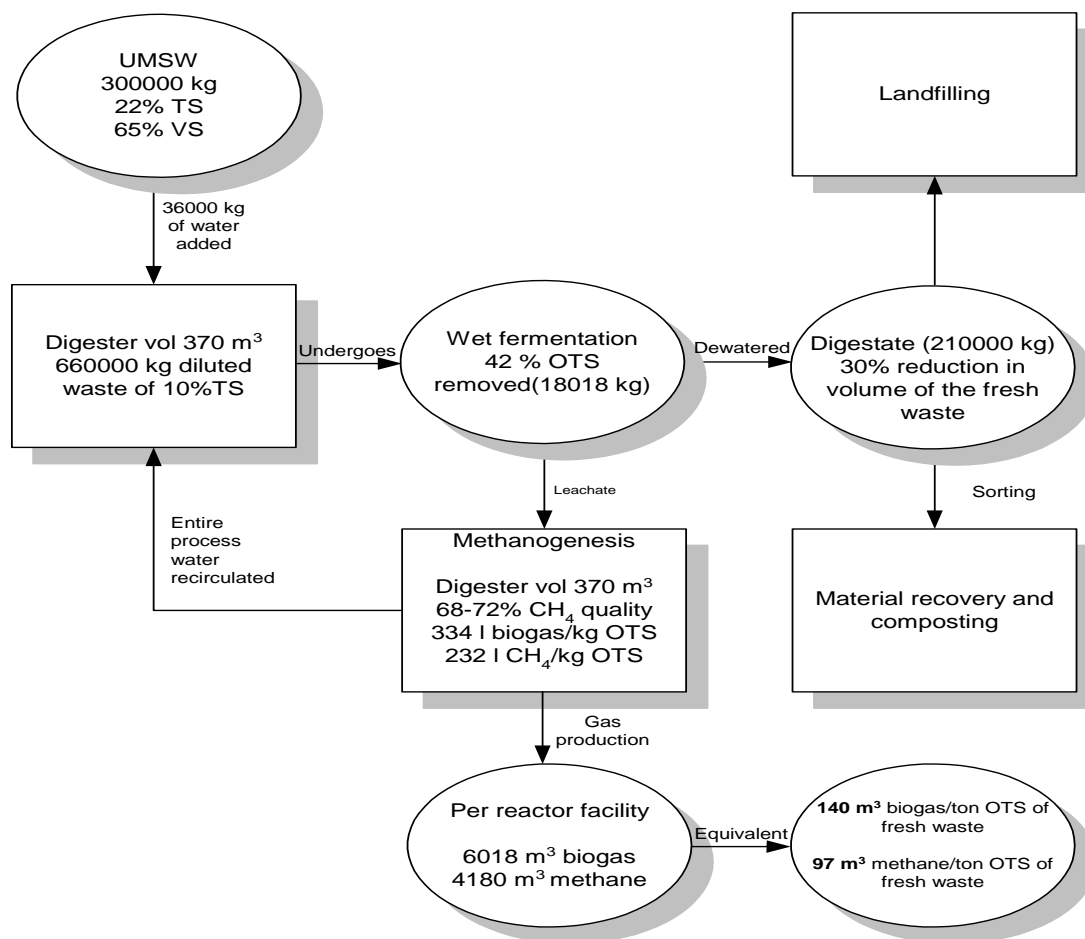 UMSW
300000 kg
22% TS
65% VS
Landfilling
36000 kg
of water
added
Digester vol 370 m³
660000 kg diluted
waste of 10%TS
Undergoes
Wet fermentation
42 % OTS
removed(18018 kg)
Dewatered
Digestate (210000 kg)
30% reduction in
volume of the fresh
waste
Leachate
Sorting
Entire
process
water
recirculated
Methanogenesis
Digester vol 370 m³
68-72% CH₄ quality
334 l biogas/kg OTS
232 l CH₄/kg OTS
Material recovery and
composting
Gas
production
Per reactor facility
6018 m³ biogas
4180 m³ methane
Equivalent
140 m³ biogas/ton OTS of
fresh waste
97 m³ methane/ton OTS of
fresh waste